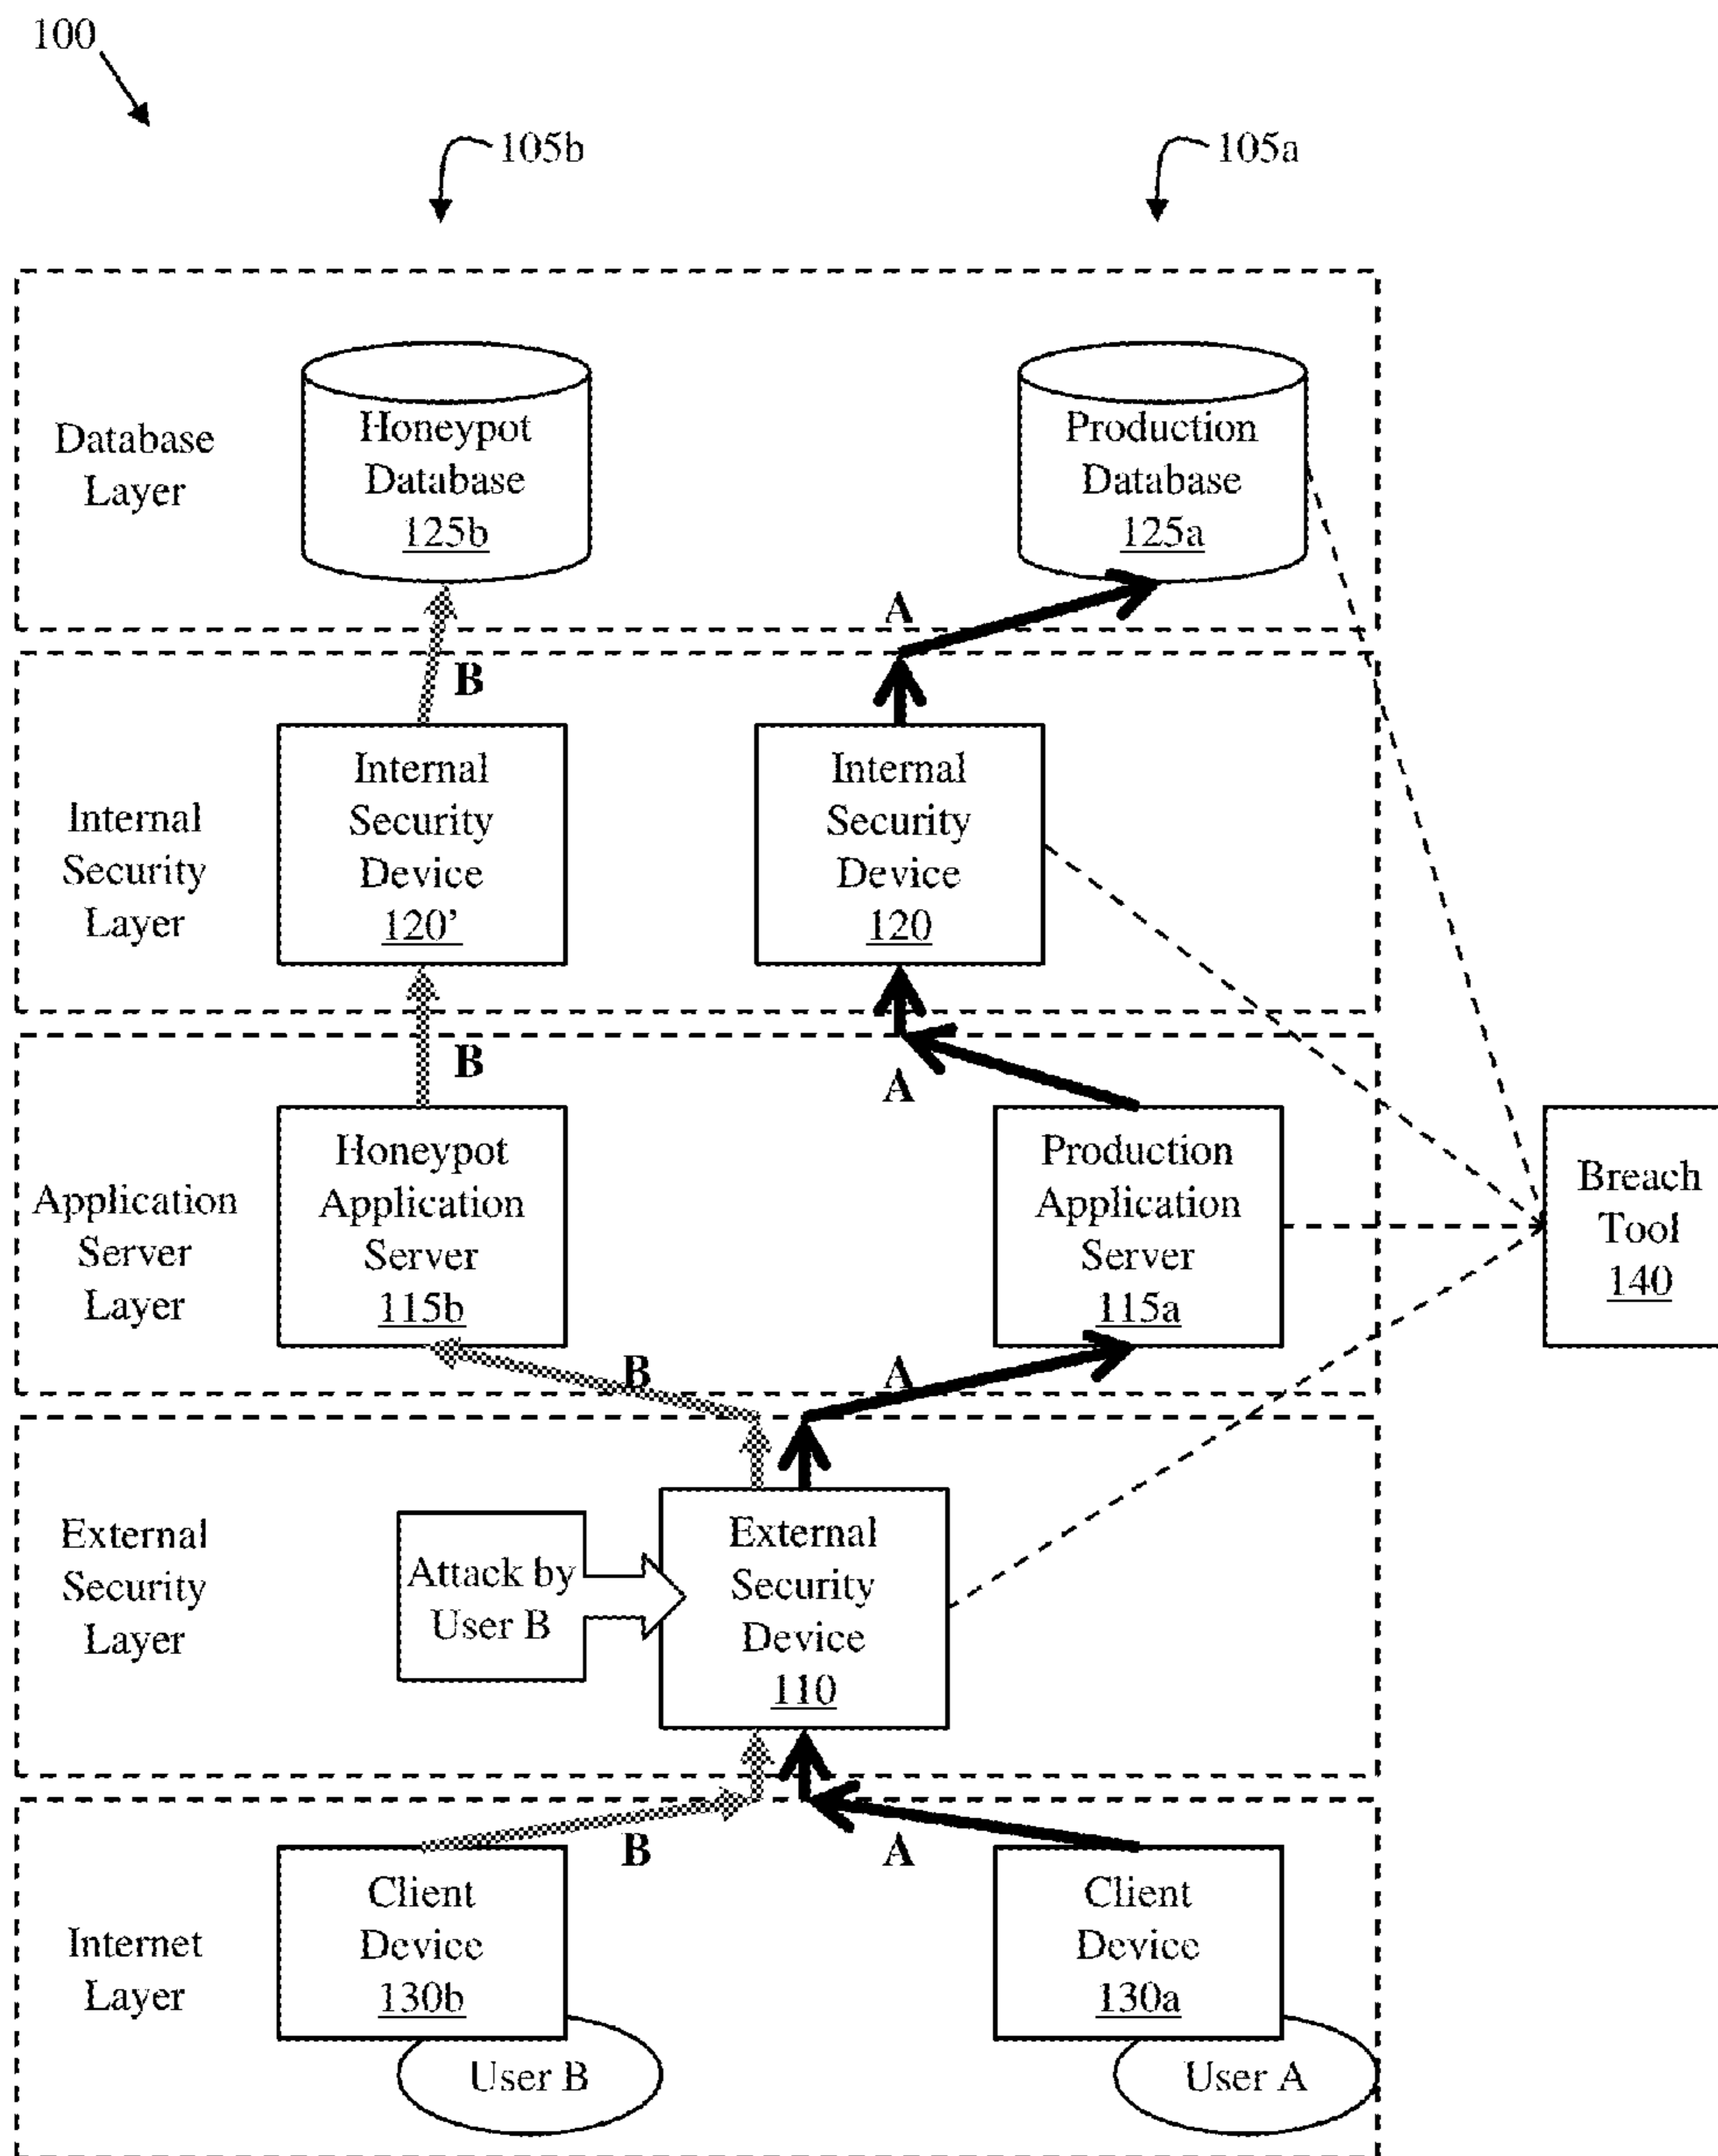 100
105b
105a
Database
Layer
Honeypot
Database
125b
Production
Database
125a
A
B
Internal
Security
Layer
Internal
Security
Device
120’
Internal
Security
Device
120
B
A
Application
Server
Layer
Honeypot
Application
Server
115b
Production
Application
Server
115a
Breach
Tool
140
B
A
External
Security
Layer
Attack by
User B
External
Security
Device
110
B
A
Internet
Layer
Client
Device
130b
User B
Client
Device
130a
User A